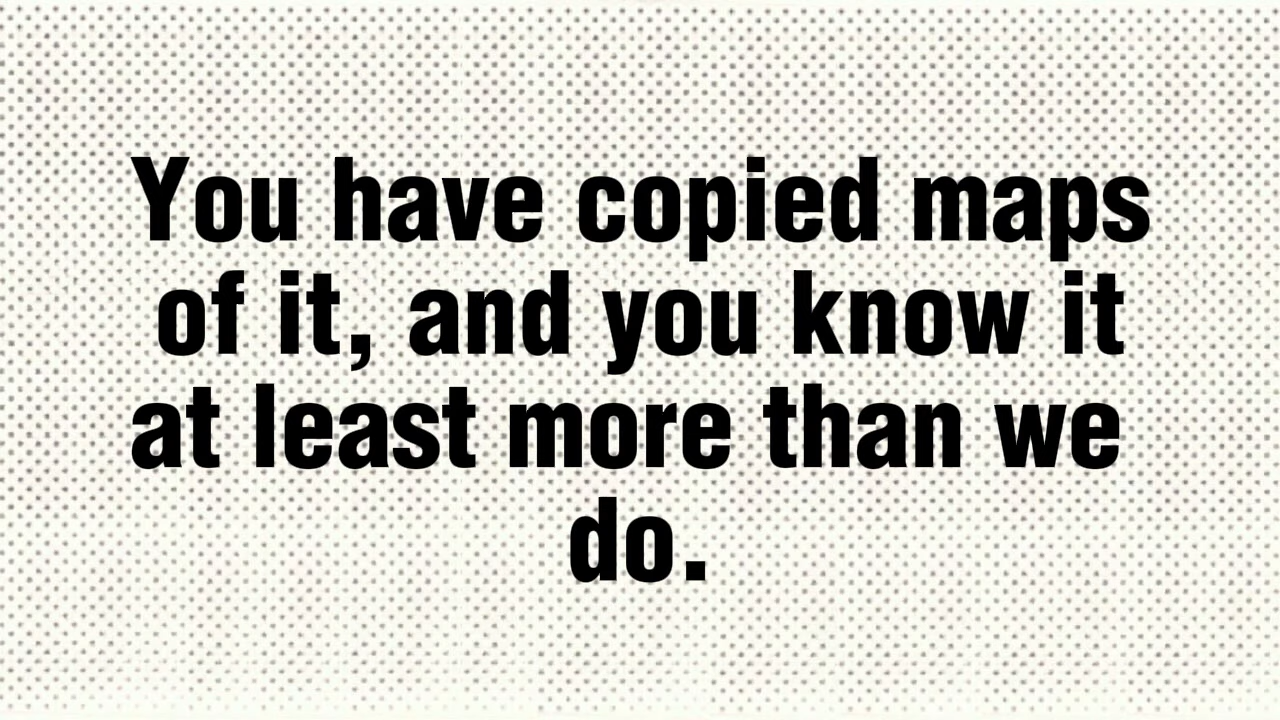 You have copied maps
of it, and you know it
at least more than we
do.